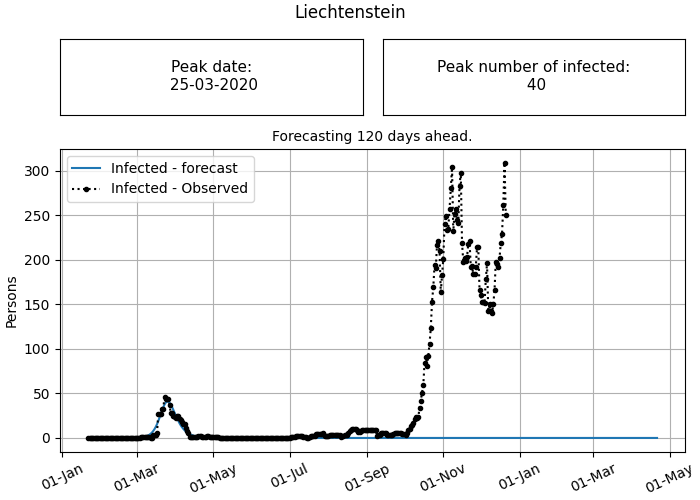 Liechtenstein
Peak date:
25-03-2020
Peak number of infected:
40
Forecasting 120 days ahead.
Infected - forecast
Infected - Observed
Persons
300
250
200
150
100
50
0
01-Jan
01-Mar
01-May
01-Jul
01-Sep
01-Nov
01-Jan
01-Mar
01-May